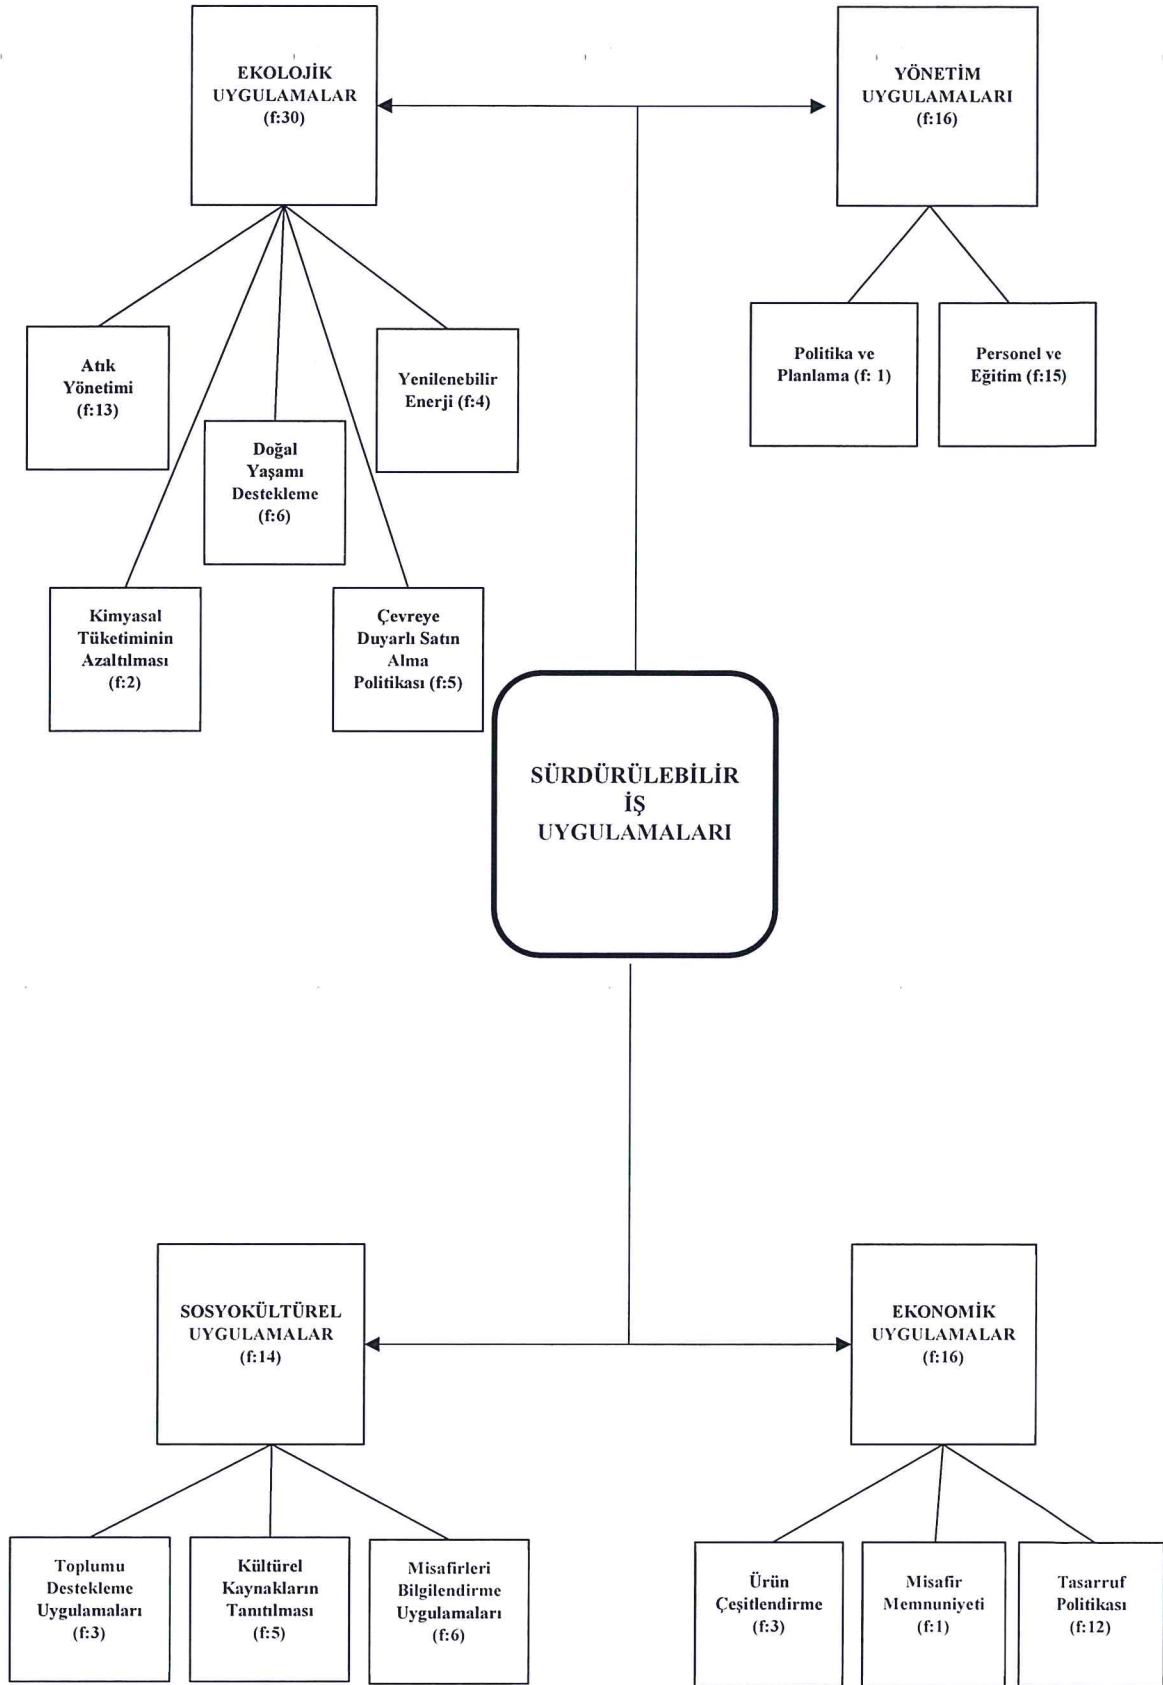 EKOLOJİK
UYGULAMALAR
(f:30)
YÖNETİM
UYGULAMALARI
(f:16)
Atık
Yönetimi
(f:13)
Doğal
Yaşamı
Destekleme
(f:6)
Yenilenebilir
Enerji (f:4)
Politika ve
Planlama (f: 1)
Personel ve
Eğitim (f:15)
Kimyasal
Tüketiminin
Azaltılması
(f:2)
Çevreye
Duyarlı Satın
Alma
Politikası (f:5)
SÜRDÜRÜLEBİLİR
İŞ
UYGULAMALARI
SOSYOKÜLTÜREL
UYGULAMALAR
(f:14)
EKONOMİK
UYGULAMALAR
(f:16)
Toplumu
Destekleme
Uygulamaları
(f:3)
Kültürel
Kaynakların
Tanıtılması
(f:5)
Misafirleri
Bilgilendirme
Uygulamaları
(f:6)
Ürün
Çeşitlendirme
(f:3)
Misafir
Memnuniyeti
(f:1)
Tasarruf
Politikası
(f:12)